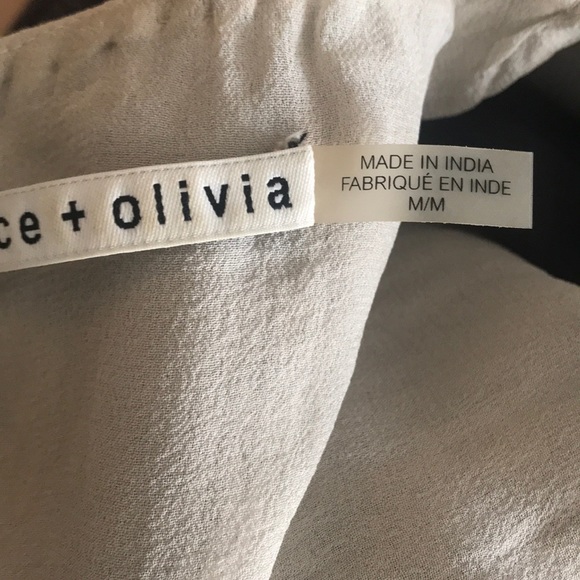 ce + olivia
MADE IN INDIA
FABRIQUÉ EN INDE
M/M